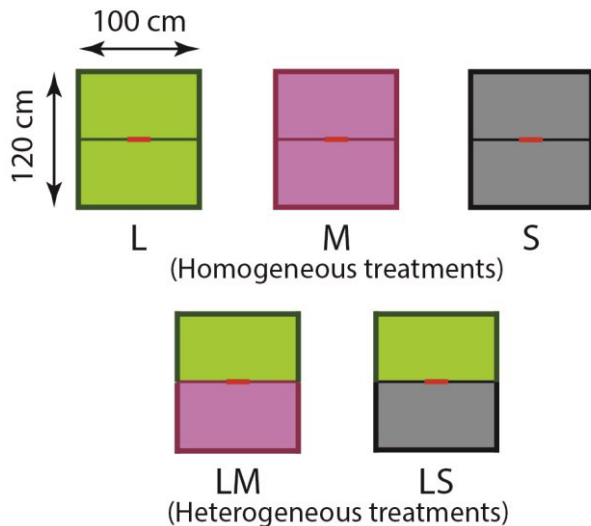 100 cm
120 cm
L M S
(Homogeneous treatments)
LM LS
(Heterogeneous treatments)